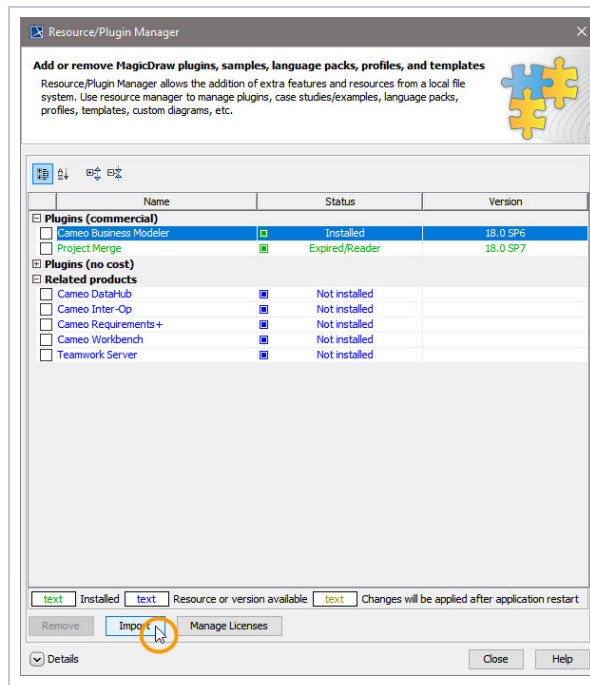 Resource/Plugin Manager
Add or remove MagicDraw plugins, samples, language packs, profiles, and templates
Resource/Plugin Manager allows the addition of extra features and resources from a local file
system. Use resource manager to manage plugins, case studies/examples, language packs,
profiles, templates, custom diagrams, etc.
Name Status Version
Plugins (commercial)
Cameo Business Modeler Installed 18.0 SP6
Project Merge Expired/Reader 18.0 SP7
Plugins (no cost)
Related products
Cameo DataHub Not installed
Cameo Inter-Op Not installed
Cameo Requirements+ Not installed
Cameo Workbench Not installed
Teamwork Server Not installed
text Installed text Resource or version available text Changes will be applied after application restart
Remove Import Manage Licenses
Details Close Help